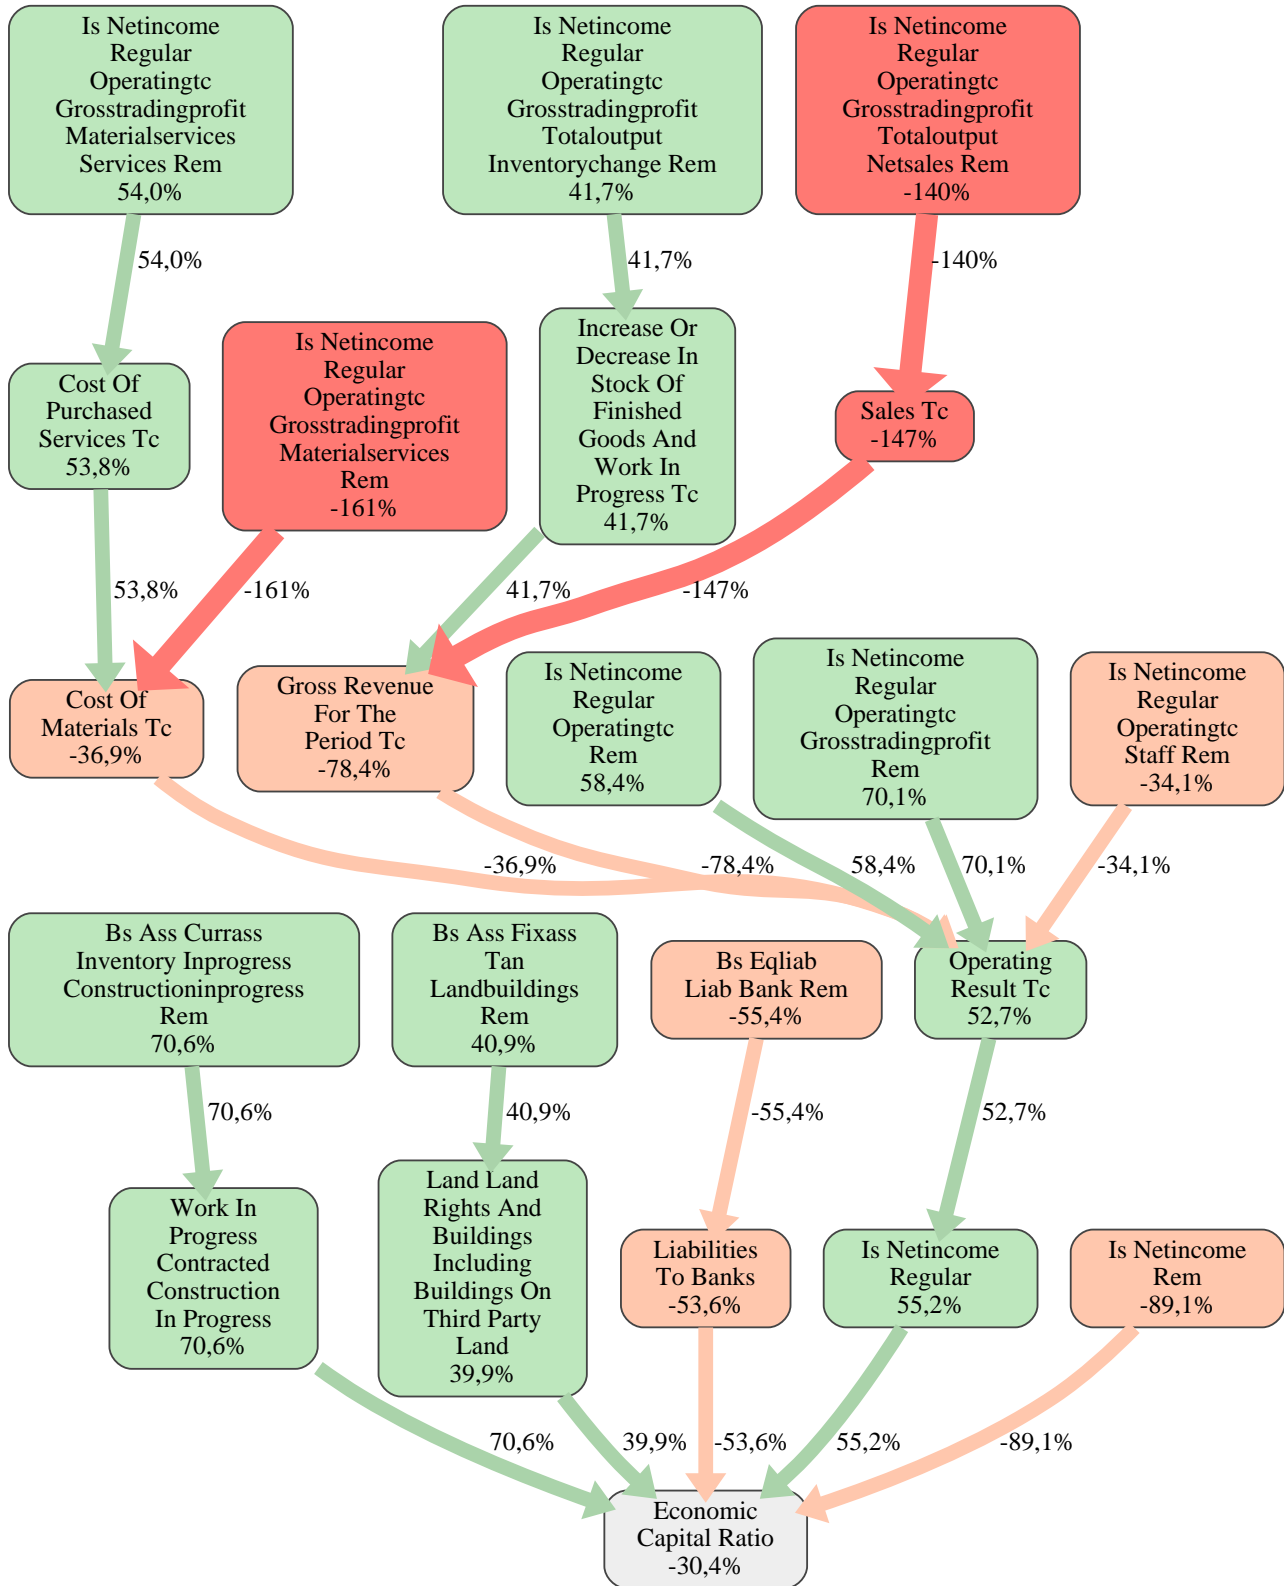 Is Netincome
Regular
Operatingtc
Grosstradingprofit
Materialservices
Services Rem
54,0%
Is Netincome
Regular
Operatingtc
Grosstradingprofit
Totaloutput
Inventorychange Rem
41,7%
Is Netincome
Regular
Operatingtc
Grosstradingprofit
Totaloutput
Netsales Rem
-140%
54,0%
41,7%
-140%
Cost Of
Purchased
Services Tc
53,8%
Is Netincome
Regular
Operatingtc
Grosstradingprofit
Materialservices
Rem
-161%
Increase Or
Decrease In
Stock Of
Finished
Goods And
Work In
Progress Tc
41,7%
Sales Tc
-147%
53,8%
-161%
41,7%
-147%
Cost Of
Materials Tc
-36,9%
Gross Revenue
For The
Period Tc
-78,4%
Is Netincome
Regular
Operatingtc
Rem
58,4%
Is Netincome
Regular
Operatingtc
Grosstradingprofit
Rem
70,1%
Is Netincome
Regular
Operatingtc
Staff Rem
-34,1%
-36,9%
-78,4%
58,4%
70,1%
-34,1%
Bs Ass Currass
Inventory Inprogress
Constructioninprogress
Rem
70,6%
Bs Ass Fixass
Tan
Landbuildings
Rem
40,9%
Bs Eqliab
Liab Bank Rem
-55,4%
Operating
Result Tc
52,7%
70,6%
40,9%
-55,4%
52,7%
Work In
Progress
Contracted
Construction
In Progress
70,6%
Land Land
Rights And
Buildings
Including
Buildings On
Third Party
Land
39,9%
Liabilities
To Banks
-53,6%
Is Netincome
Regular
55,2%
Is Netincome
Rem
-89,1%
70,6%
39,9%
-53,6%
55,2%
-89,1%
Economic
Capital Ratio
-30,4%